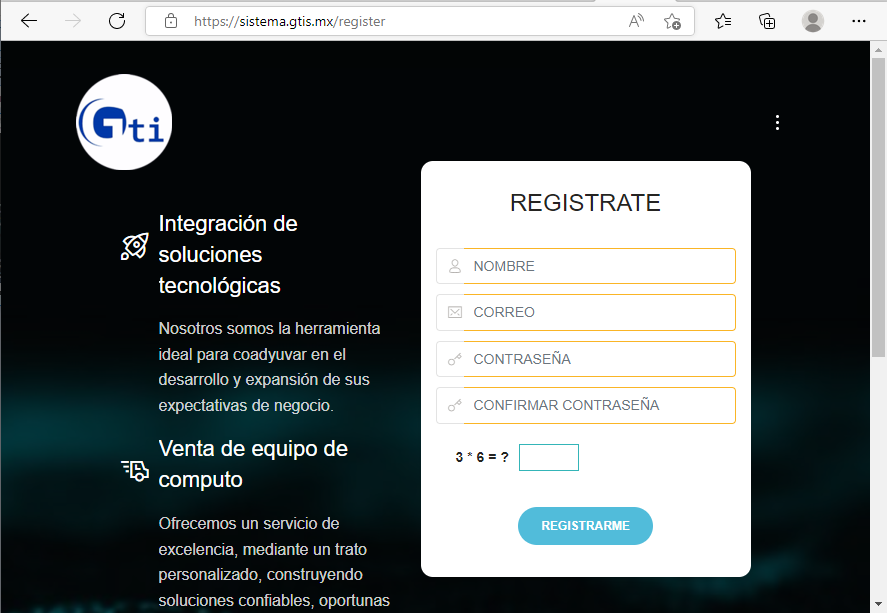 https://sistema.gtis.mx/register
Gti
Integración de
soluciones
tecnológicas
Nosotros somos la herramienta
ideal para coadyuvar en el
desarrollo y expansión de sus
expectativas de negocio.
Venta de equipo de
computo
Ofrecemos un servicio de
excelencia, mediante un trato
personalizado, construyendo
soluciones confiables, oportunas
REGISTRATE
NOMBRE
CORREO
CONTRASEÑA
CONFIRMAR CONTRASEÑA
3 * 6 = ?
REGISTRARME